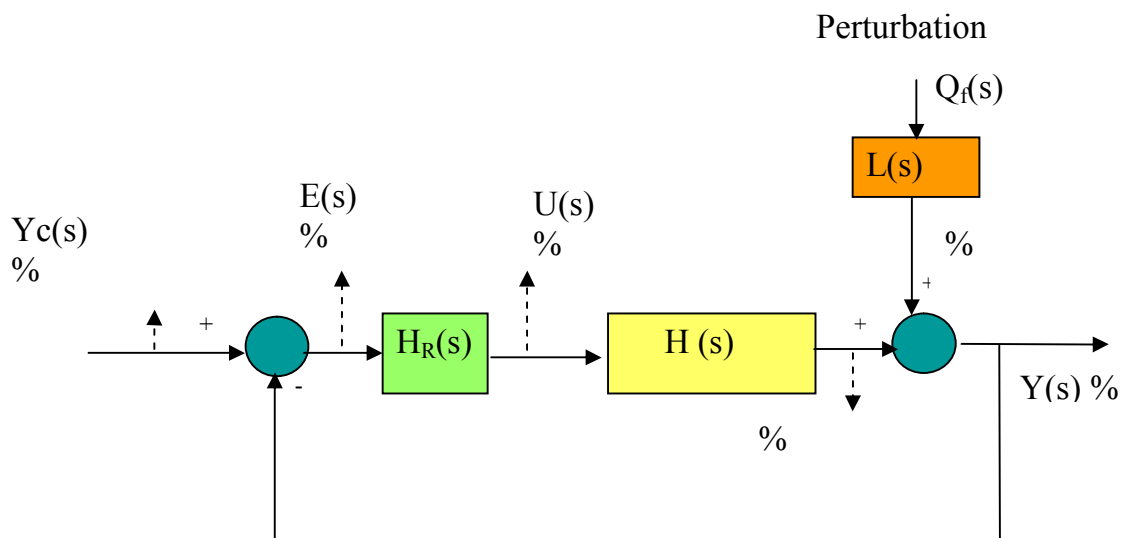 Perturbation
Qf(s)
L(s)
E(s)
%
U(s)
%
Yc(s)
%
%
+
+
HR(s)
H (s)
+
-
Y(s) %
%